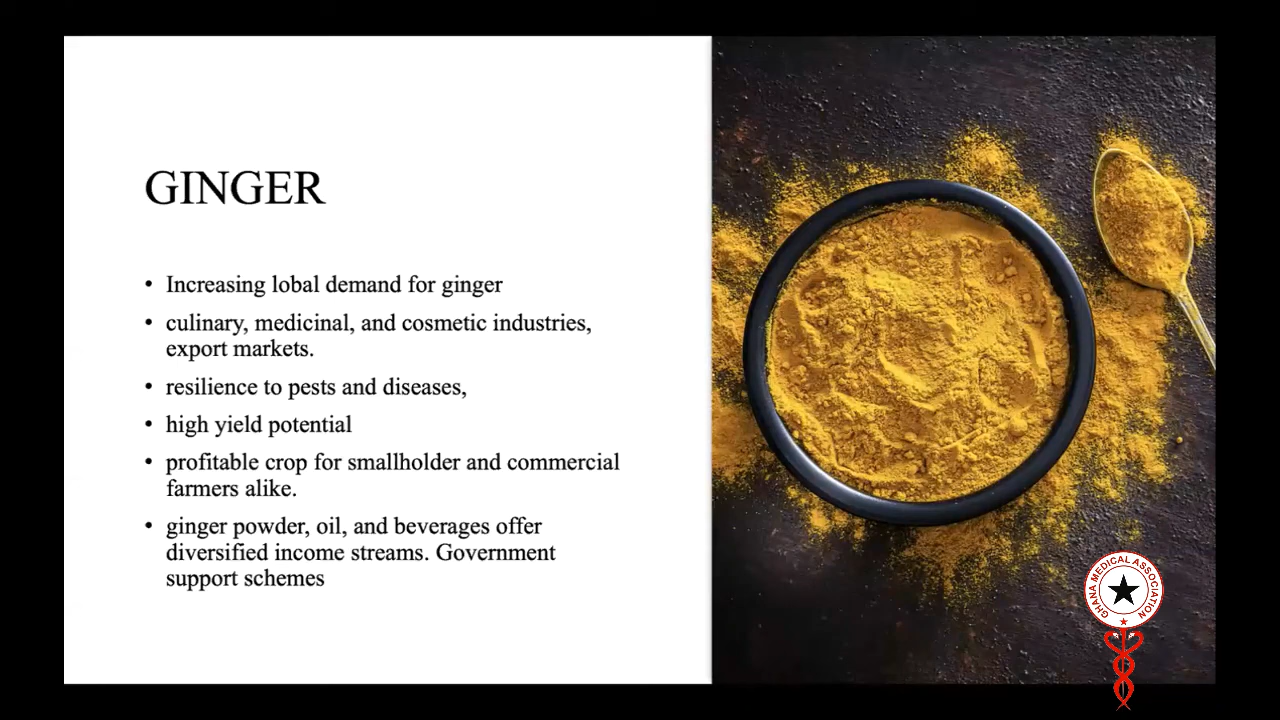 GINGER
• Increasing lobal demand for ginger
• culinary, medicinal, and cosmetic industries,
export markets.
• resilience to pests and diseases,
• high yield potential
• profitable crop for smallholder and commercial
farmers alike.
• ginger powder, oil, and beverages offer
diversified income streams. Government
support schemes
GHANA MEDICAL ASSOCIATION